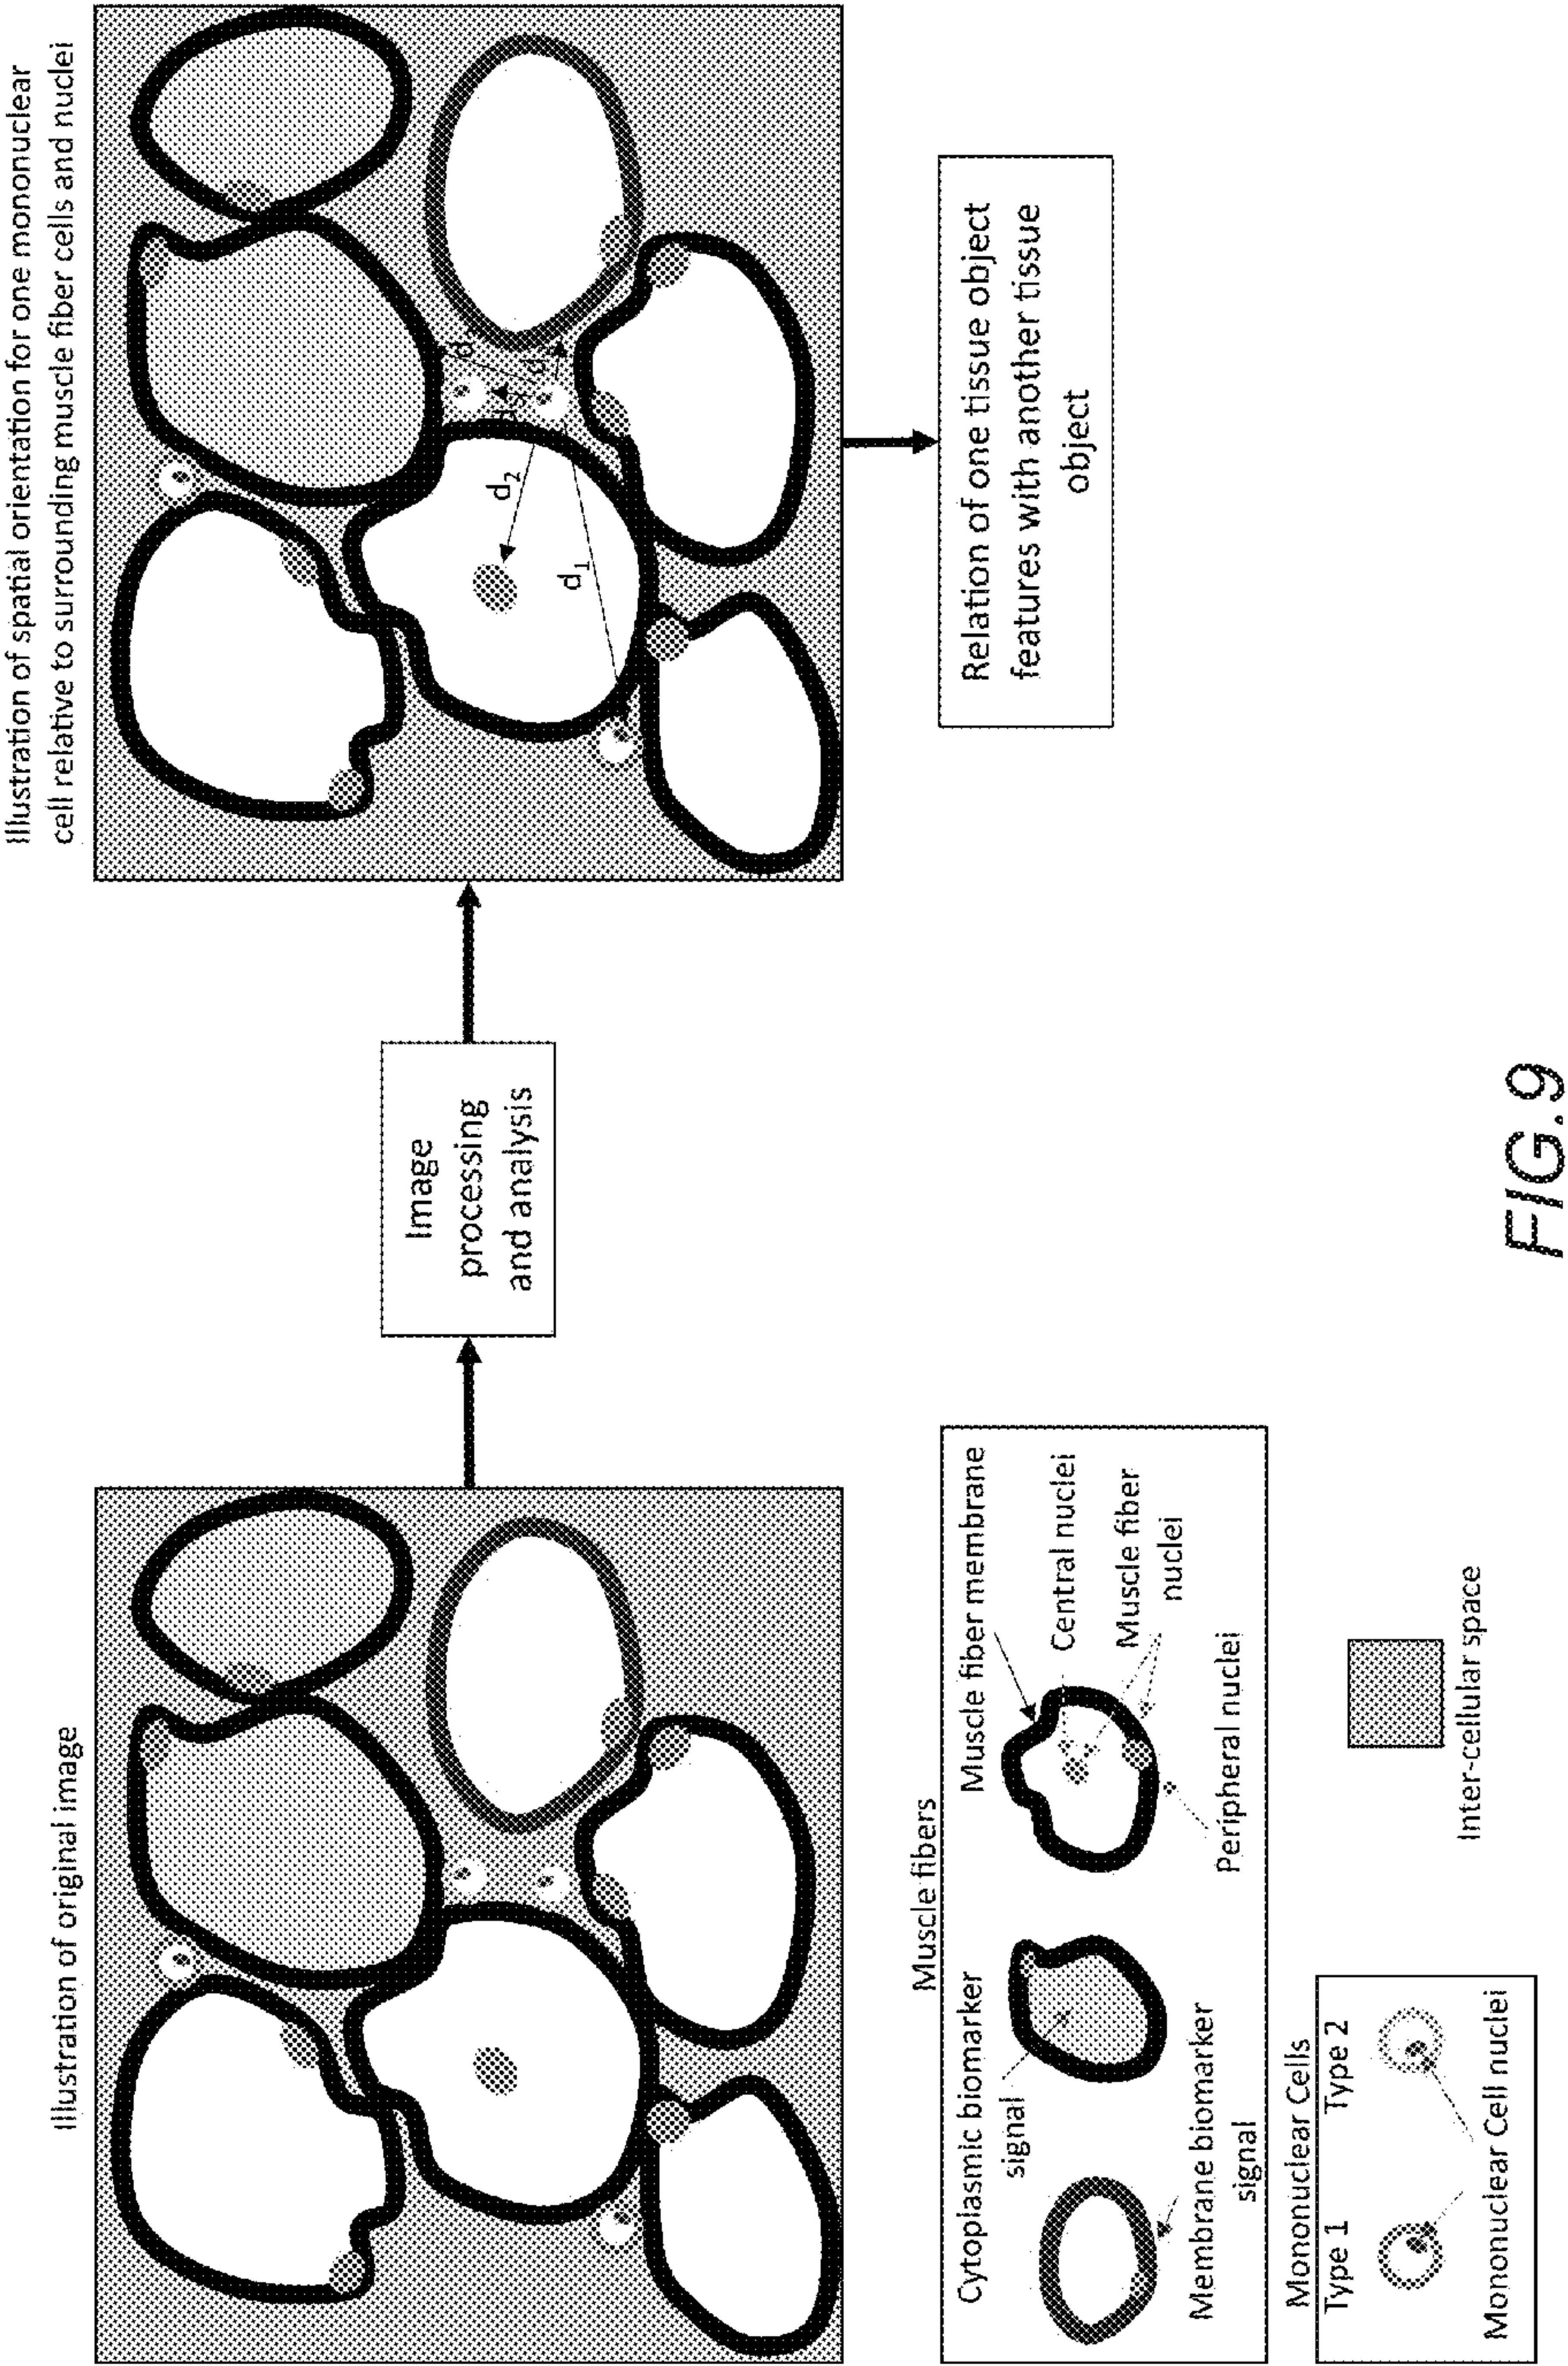 Illustration of original image
Image
processing
and analysis
Illustration of spatial orientation for one mononuclear
cell relative to surrounding muscle fiber cells and nuclei
d1
d2
d3
d
d5
Relation of one tissue object
features with another tissue
object
Muscle fibers
Cytoplasmic biomarker
signal
Membrane biomarker
signal
Muscle fiber membrane
Central nuclei
Muscle fiber
nuclei
Peripheral nuclei
Mononuclear Cells
Type 1
Type 2
Mononuclear Cell nuclei
Inter-cellular space
FIG.9